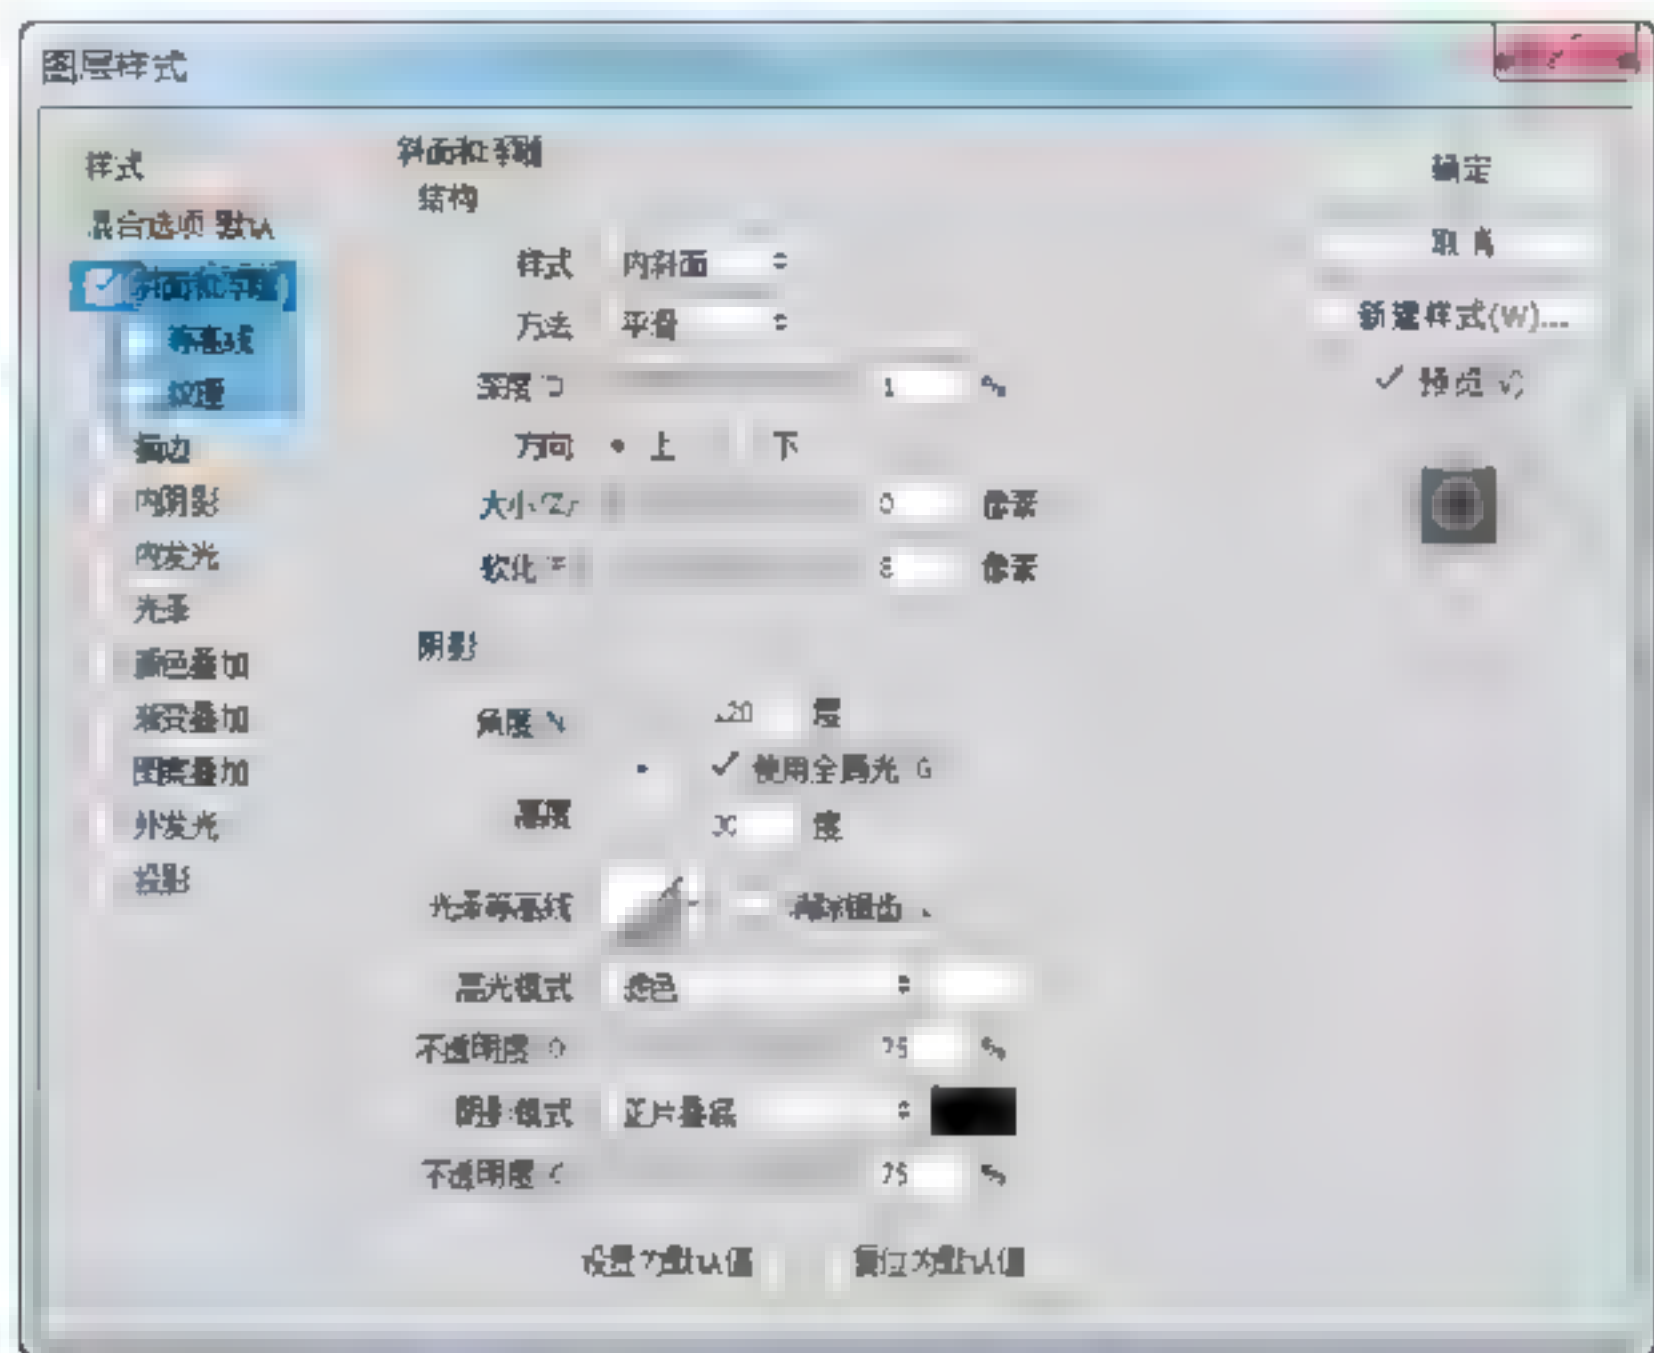 图层样式
样式
混合选项 默认
斜面和浮雕
等高线
纹理
描边
内阴影
内发光
光泽
颜色叠加
渐变叠加
图案叠加
外发光
投影
斜面和浮雕
结构
样式 内斜面
方法 平滑
深度 1 %
方向 上 下
大小(Z) 0 像素
软化 像素
阴影
角度 度
使用全局光 G
高度 30 度
光泽等高线 消除锯齿
高光模式 滤色
不透明度 O 75 %
阴影模式 正片叠底
不透明度 C 75 %
设置为默认值 复位为默认值
确定
取消
新建样式(W)...
预览 V)